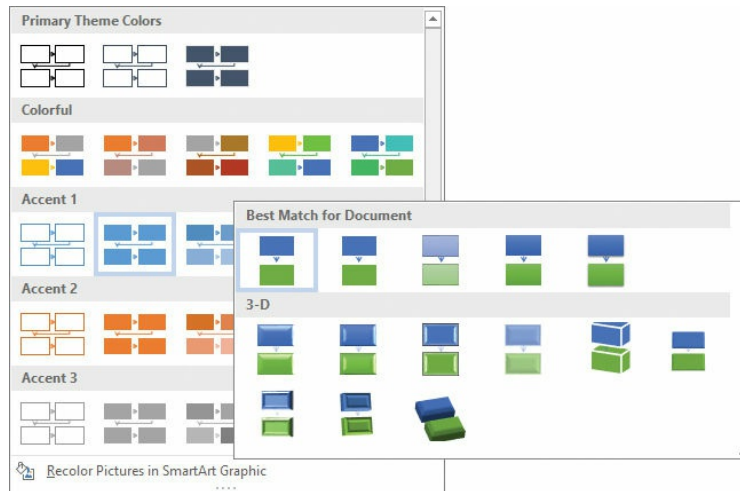 Primary Theme Colors
Colorful
Accent 1
Accent 2
Accent 3
Recolor Pictures in SmartArt Graphic
Best Match for Document
3-D